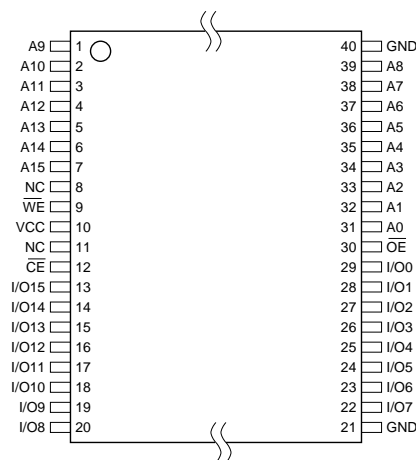 A9 1 40 GND
A10 2 39 A8
A11 3 38 A7
A12 4 37 A6
A13 5 36 A5
A14 6 35 A4
A15 7 34 A3
NC 8 33 A2
W̅E̅ 9 32 A1
VCC 10 31 A0
NC 11 30 O̅E̅
C̅E̅ 12 29 I/O0
I/O15 13 28 I/O1
I/O14 14 27 I/O2
I/O13 15 26 I/O3
I/O12 16 25 I/O4
I/O11 17 24 I/O5
I/O10 18 23 I/O6
I/O9 19 22 I/O7
I/O8 20 21 GND